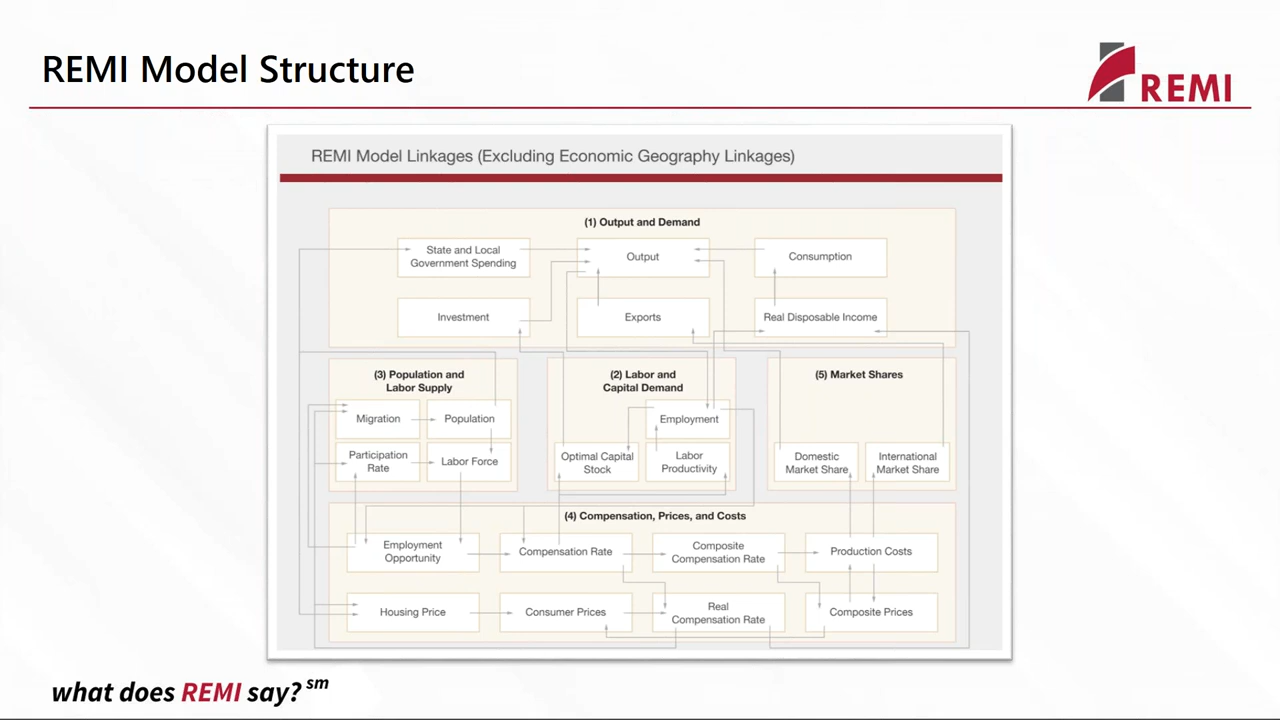 REMI Model Structure
REMI
REMI Model Linkages (Excluding Economic Geography Linkages)
(1) Output and Demand
State and Local
Government Spending
Output
Consumption
Investment
Exports
Real Disposable Income
(3) Population and
Labor Supply
Migration
Population
Participation
Rate
Labor Force
(2) Labor and
Capital Demand
Employment
Optimal Capital
Stock
Labor
Productivity
(5) Market Shares
Domestic
Market Share
International
Market Share
(4) Compensation, Prices, and Costs
Employment
Opportunity
Compensation Rate
Composite
Compensation Rate
Production Costs
Housing Price
Consumer Prices
Real
Compensation Rate
Composite Prices
what does REMI say? sm